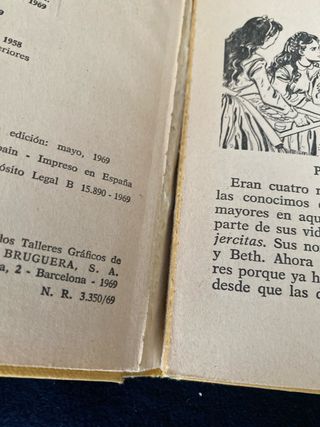 1969
1958
eriores
edición: mayo, 1969
pain - Impreso en España
pósito Legal B 15.890 - 1969
dos Talleres Gráficos de
BRUGUERA, S. A.
a, 2 - Barcelona - 1969
N. R. 3.350/69
P
Eran cuatro m
las conocimos
mayores en aqu
parte de sus vid
jercitas. Sus no
y Beth. Ahora
res porque ya h
desde que las d